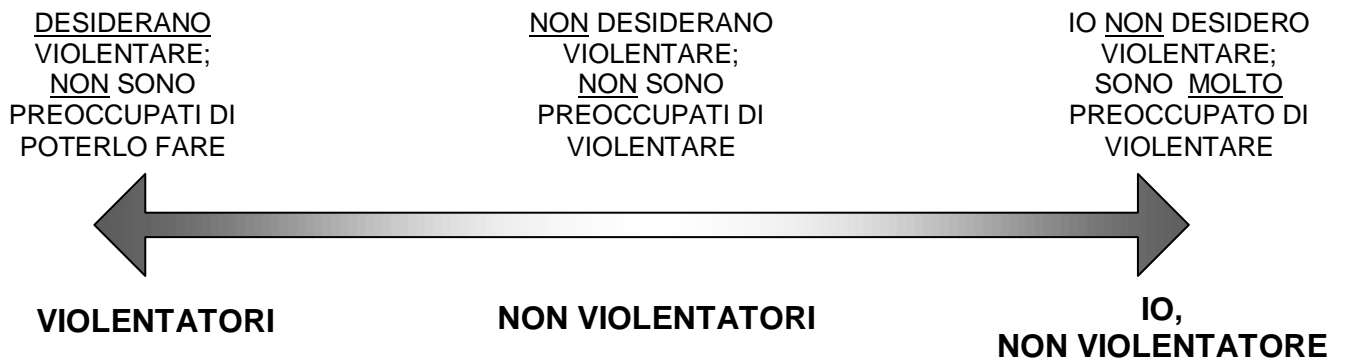 DESIDERANO
VIOLENTARE;
NON SONO
PREOCCUPATI DI
POTERLO FARE
NON DESIDERANO
VIOLENTARE;
NON SONO
PREOCCUPATI DI
VIOLENTARE
IO NON DESIDERO
VIOLENTARE;
SONO MOLTO
PREOCCUPATO DI
VIOLENTARE
VIOLENTATORI
NON VIOLENTATORI
IO,
NON VIOLENTATORE